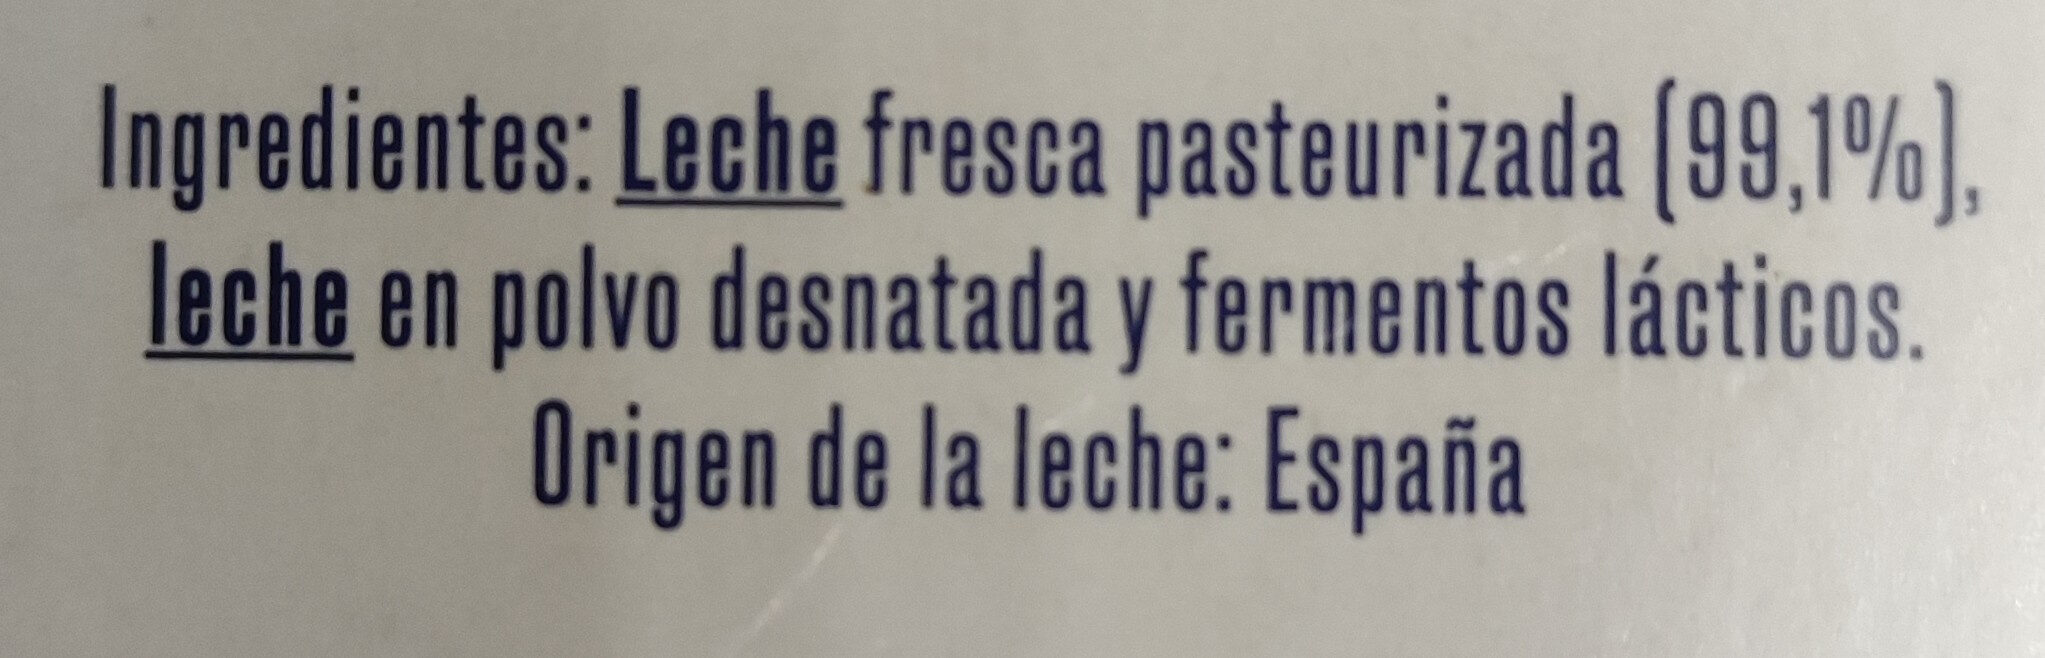 Ingredientes: Leche fresca pasteurizada (99,1%),
leche en polvo desnatada y fermentos lácticos.
Origen de la leche: España